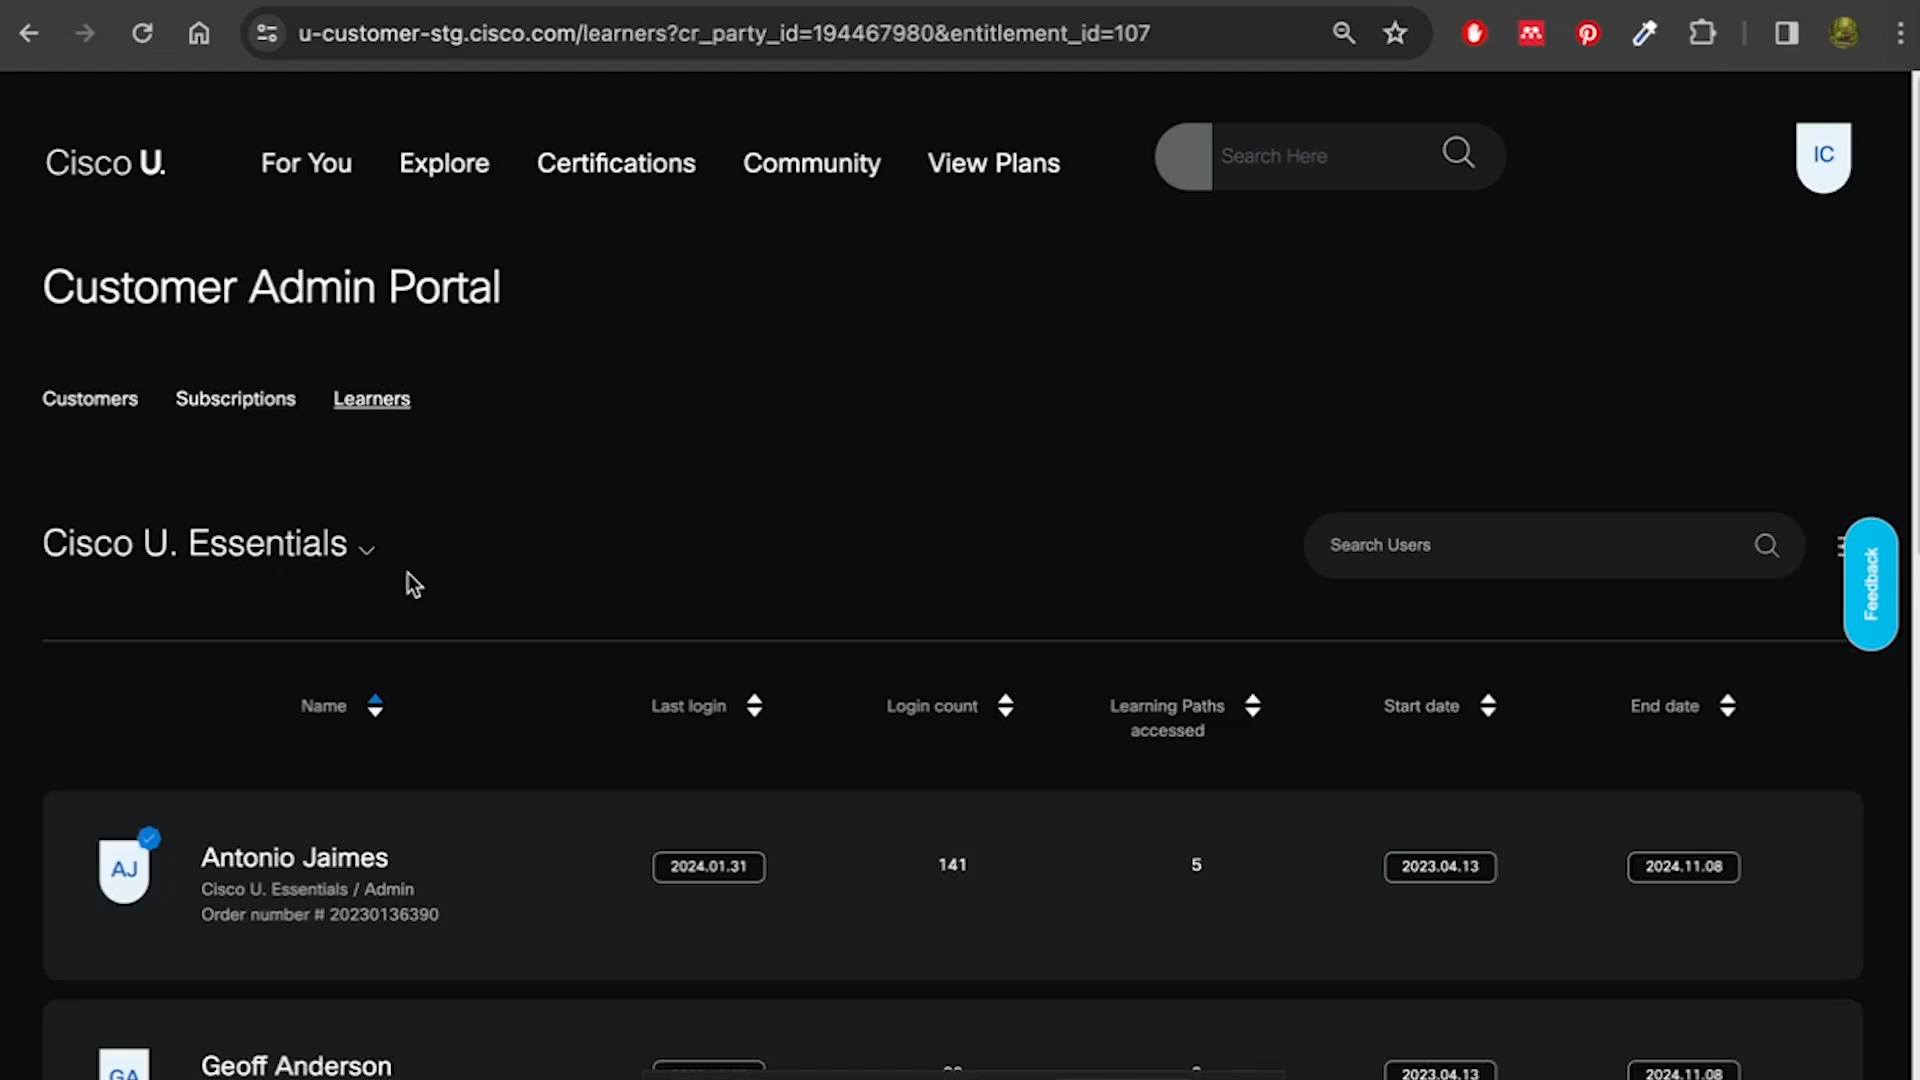 u-customer-stg.cisco.com/learners?cr_party_id=194467980&entitlement_id=107
Cisco U. For You Explore Certifications Community View Plans Search Here IC
Customer Admin Portal
Customers Subscriptions Learners
Cisco U. Essentials Search Users
Feedback
Name Last login Login count Learning Paths accessed Start date End date
AJ Antonio Jaimes 2024.01.31 141 5 2023.04.13 2024.11.08
Cisco U. Essentials / Admin
Order number # 20230136390
GA Geoff Anderson 2023.04.13 2024.11.08